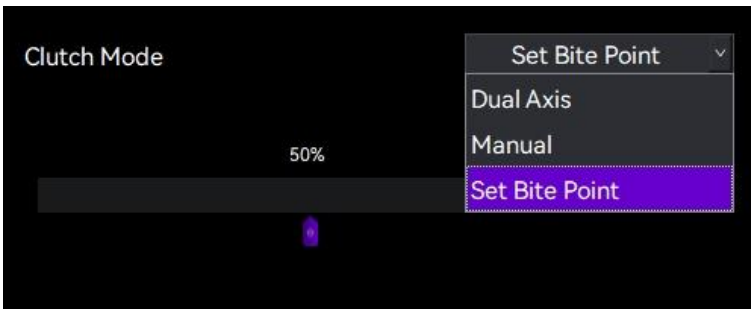 Clutch Mode
Set Bite Point
Dual Axis
Manual
Set Bite Point
50%